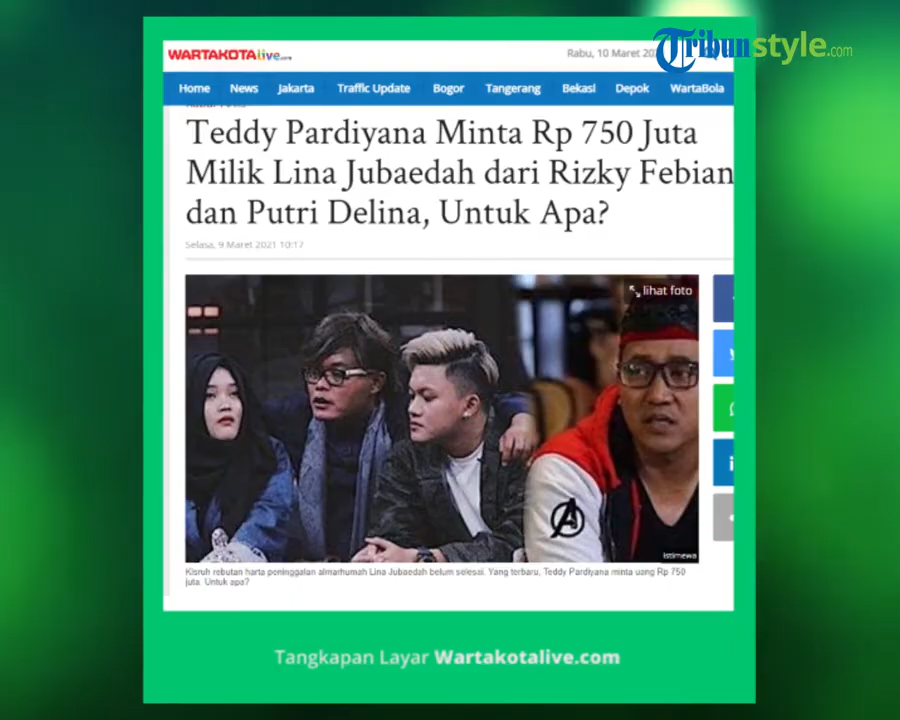 WARTAKOTAlive.com
Rabu, 10 Maret
Tribunstyle.com
Home News Jakarta Traffic Update Bogor Tangerang Bekasi Depok WartaBola
Teddy Pardiyana Minta Rp 750 Juta
Milik Lina Jubaedah dari Rizky Febian
dan Putri Delina, Untuk Apa?
Selasa, 9 Maret 2021 10:17
lihat foto
istimewa
Kisruh rebutan harta peninggalan almarhumah Lina Jubaedah belum selesai. Yang terbaru, Teddy Pardiyana minta uang Rp 750
juta. Untuk apa?
Tangkapan Layar Wartakotalive.com